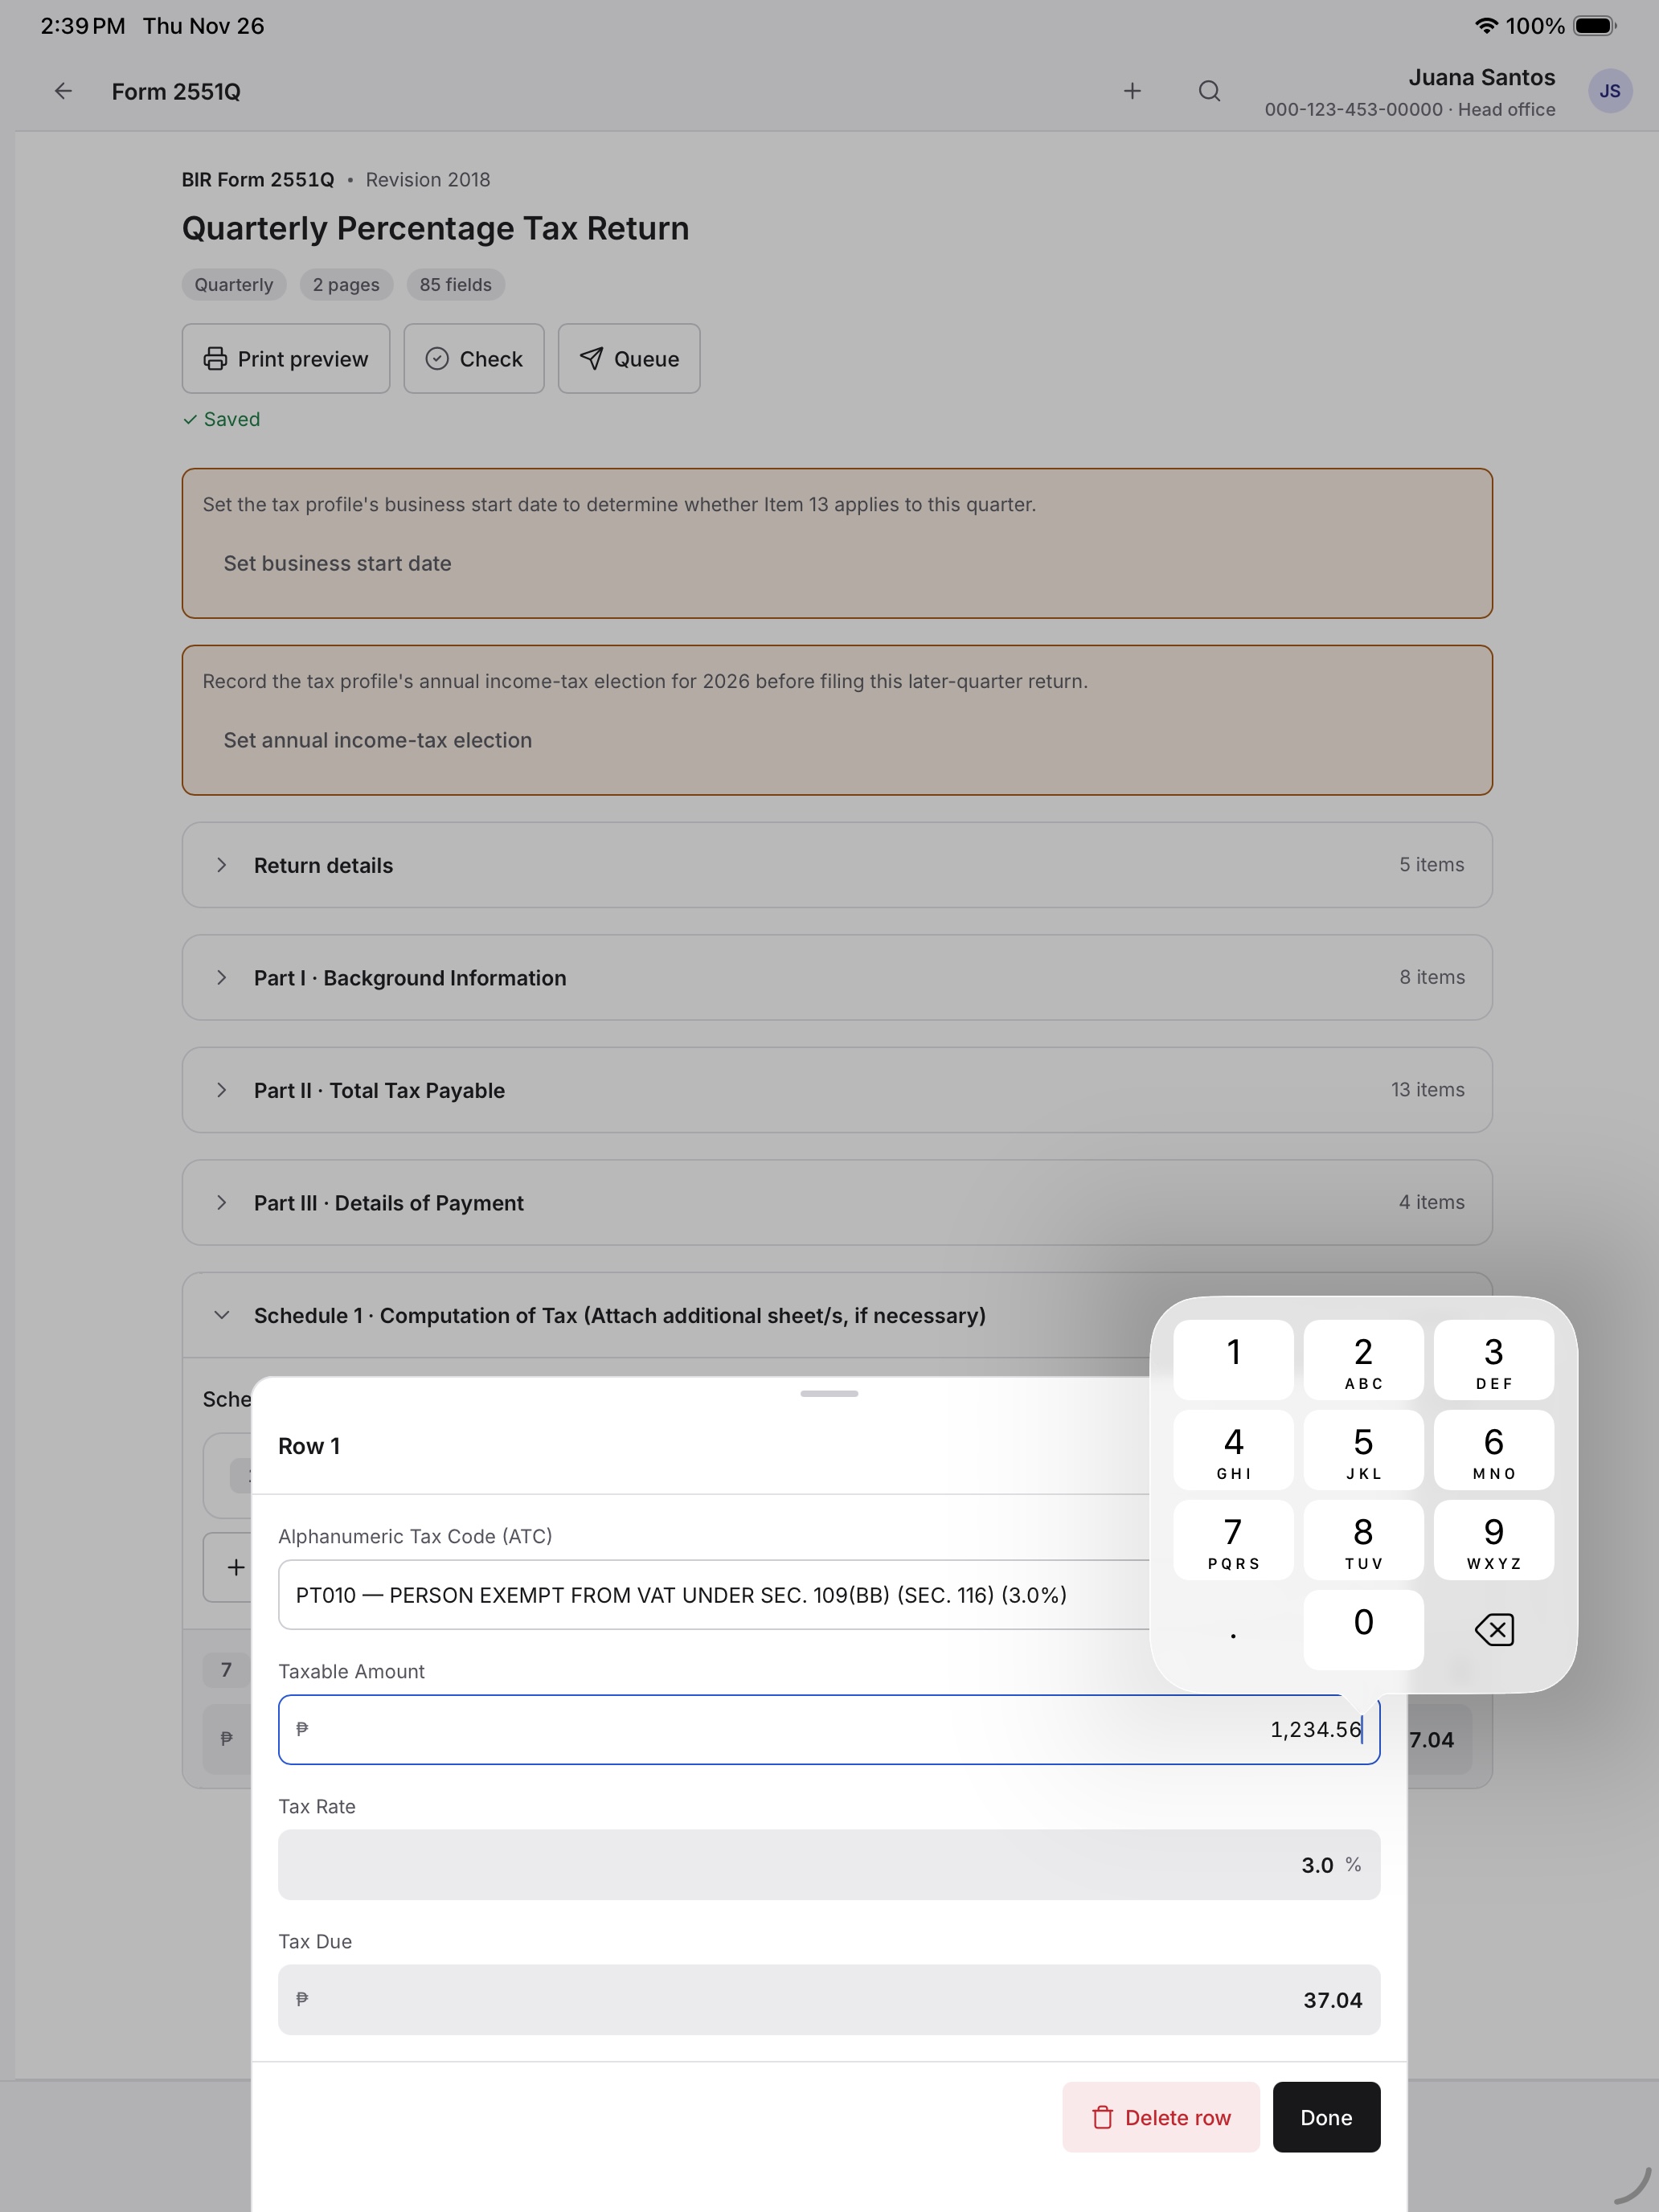 2:39 PM Thu Nov 26
100%
Form 2551Q
Juana Santos
000-123-453-00000 · Head office
JS
BIR Form 2551Q • Revision 2018
Quarterly Percentage Tax Return
Quarterly 2 pages 85 fields
Print preview Check Queue
Saved
Set the tax profile's business start date to determine whether Item 13 applies to this quarter.
Set business start date
Record the tax profile's annual income-tax election for 2026 before filing this later-quarter return.
Set annual income-tax election
Return details 5 items
Part I · Background Information 8 items
Part II · Total Tax Payable 13 items
Part III · Details of Payment 4 items
Schedule 1 · Computation of Tax (Attach additional sheet/s, if necessary)
Sche
Row 1
Alphanumeric Tax Code (ATC)
PT010 — PERSON EXEMPT FROM VAT UNDER SEC. 109(BB) (SEC. 116) (3.0%)
Taxable Amount
₱ 1,234.56
Tax Rate
3.0 %
Tax Due
₱ 37.04
Delete row Done
7
₱ 7.04
1 2 ABC 3 DEF
4 GHI 5 JKL 6 MNO
7 PQRS 8 TUV 9 WXYZ
. 0